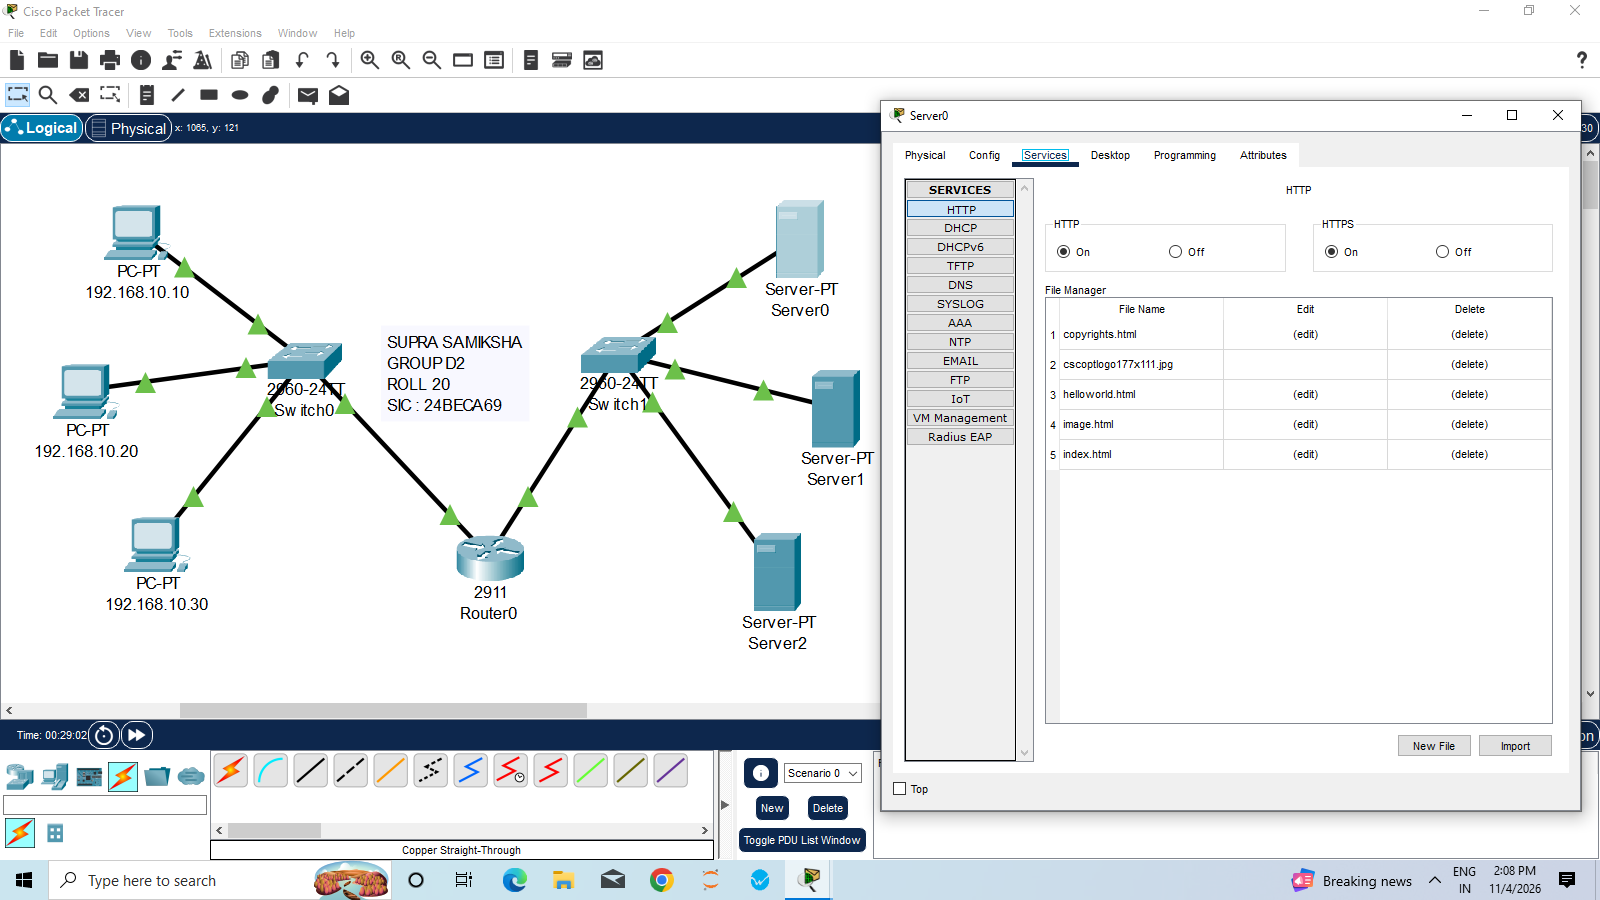 Cisco Packet Tracer
File Edit Options View Tools Extensions Window Help
Logical
Physical
x: 1065, y: 121
PC-PT
192.168.10.10
PC-PT
192.168.10.20
PC-PT
192.168.10.30
2960-24TT
Switch0
SUPRA SAMIKSHA
GROUP D2
ROLL 20
SIC : 24BECA69
2960-24TT
Switch1
2911
Router0
Server-PT
Server0
Server-PT
Server1
Server-PT
Server2
Server0
Physical Config Services Desktop Programming Attributes
SERVICES
HTTP
DHCP
DHCPv6
TFTP
DNS
SYSLOG
AAA
NTP
EMAIL
FTP
IoT
VM Management
Radius EAP
HTTP
HTTP
On Off
HTTPS
On Off
File Manager
File Name Edit Delete
1 copyrights.html (edit) (delete)
2 cscoptlogo177x111.jpg (delete)
3 helloworld.html (edit) (delete)
4 image.html (edit) (delete)
5 index.html (edit) (delete)
New File Import
Top
30
Time: 00:29:02
Scenario 0
New Delete
Toggle PDU List Window
Copper Straight-Through
Type here to search
Breaking news
ENG
IN
2:08 PM
11/4/2026